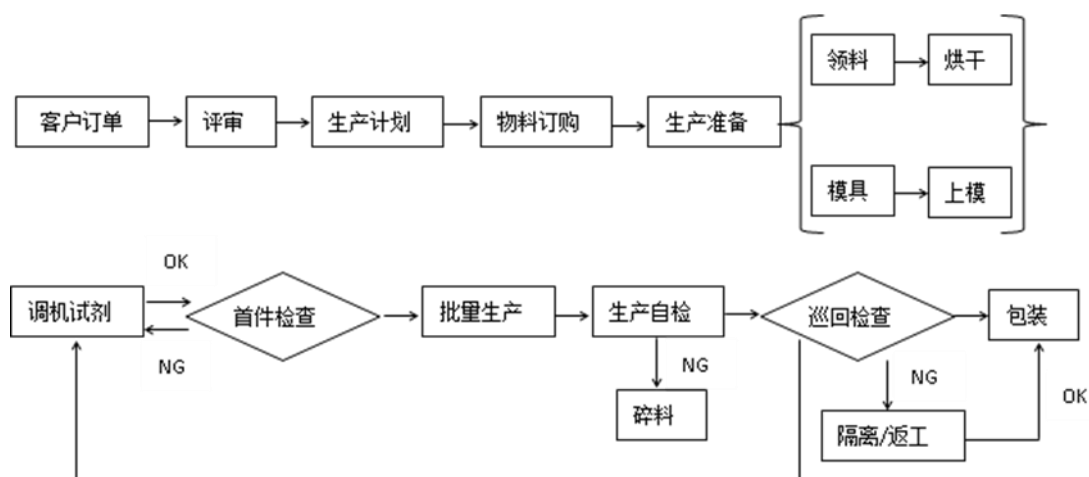 领料
烘干
客户订单
评审
生产计划
物料订购
生产准备
模具
上模
OK
调机试剂
首件检查
批量生产
生产自检
巡回检查
包装
NG
NG
NG
OK
碎料
隔离/返工